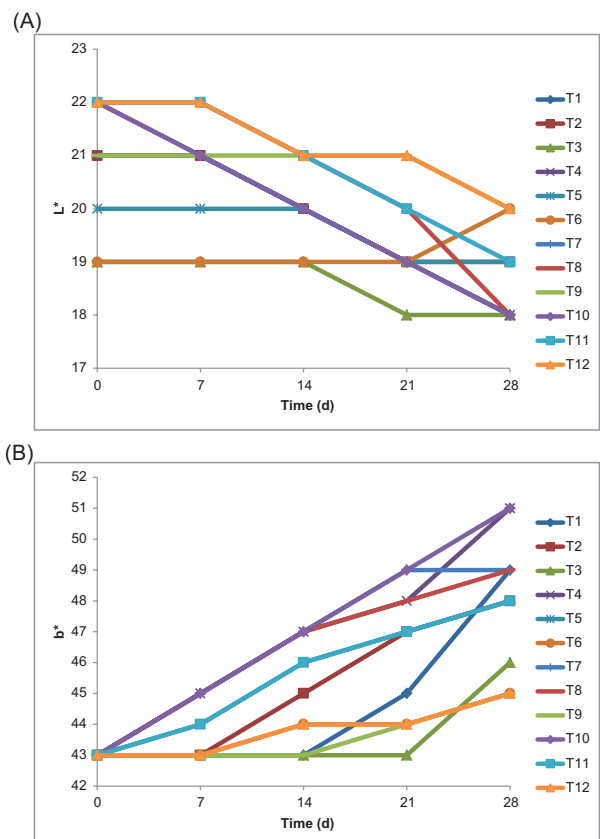 (A)
23
22
21
20
19
18
17
L*
0 7 14 21 28
Time (d)
T1
T2
T3
T4
T5
T6
T7
T8
T9
T10
T11
T12
(B)
52
51
50
49
48
47
46
45
44
43
42
b*
0 7 14 21 28
Time (d)
T1
T2
T3
T4
T5
T6
T7
T8
T9
T10
T11
T12